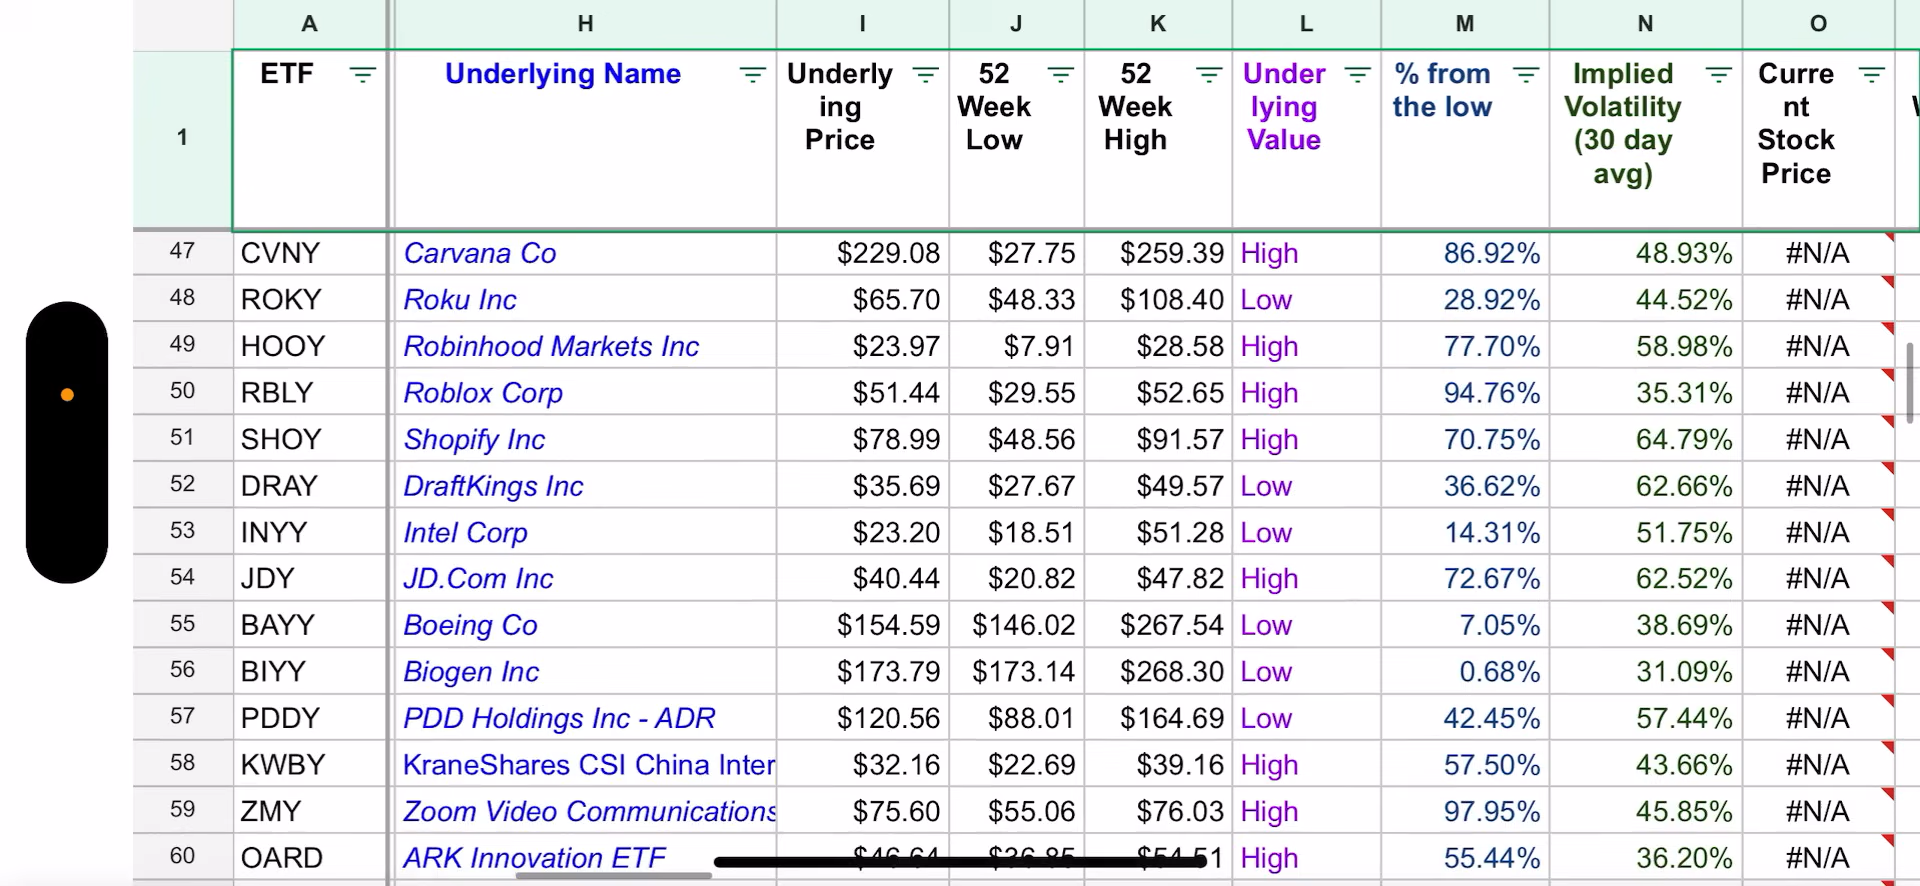 A H I J K L M N O
1 ETF Underlying Name Underly ing Price 52 Week Low 52 Week High Under lying Value % from the low Implied Volatility (30 day avg) Curre nt Stock Price
47 CVNY Carvana Co $229.08 $27.75 $259.39 High 86.92% 48.93% #N/A
48 ROKY Roku Inc $65.70 $48.33 $108.40 Low 28.92% 44.52% #N/A
49 HOOY Robinhood Markets Inc $23.97 $7.91 $28.58 High 77.70% 58.98% #N/A
50 RBLY Roblox Corp $51.44 $29.55 $52.65 High 94.76% 35.31% #N/A
51 SHOY Shopify Inc $78.99 $48.56 $91.57 High 70.75% 64.79% #N/A
52 DRAY DraftKings Inc $35.69 $27.67 $49.57 Low 36.62% 62.66% #N/A
53 INYY Intel Corp $23.20 $18.51 $51.28 Low 14.31% 51.75% #N/A
54 JDY JD.Com Inc $40.44 $20.82 $47.82 High 72.67% 62.52% #N/A
55 BAYY Boeing Co $154.59 $146.02 $267.54 Low 7.05% 38.69% #N/A
56 BIYY Biogen Inc $173.79 $173.14 $268.30 Low 0.68% 31.09% #N/A
57 PDDY PDD Holdings Inc - ADR $120.56 $88.01 $164.69 Low 42.45% 57.44% #N/A
58 KWBY KraneShares CSI China Inter $32.16 $22.69 $39.16 High 57.50% 43.66% #N/A
59 ZMY Zoom Video Communications $75.60 $55.06 $76.03 High 97.95% 45.85% #N/A
60 OARD ARK Innovation ETF High 55.44% 36.20% #N/A